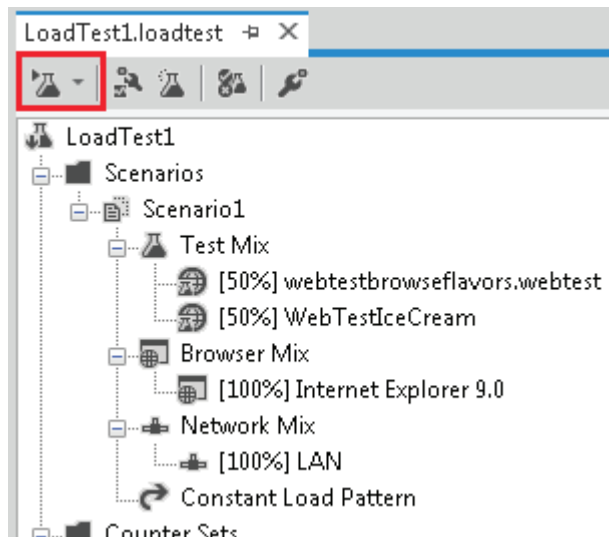 LoadTest1.loadtest
LoadTest1
Scenarios
Scenario1
Test Mix
[50%] webtestbrowseflavors.webtest
[50%] WebTestIceCream
Browser Mix
[100%] Internet Explorer 9.0
Network Mix
[100%] LAN
Constant Load Pattern
Counter Sets